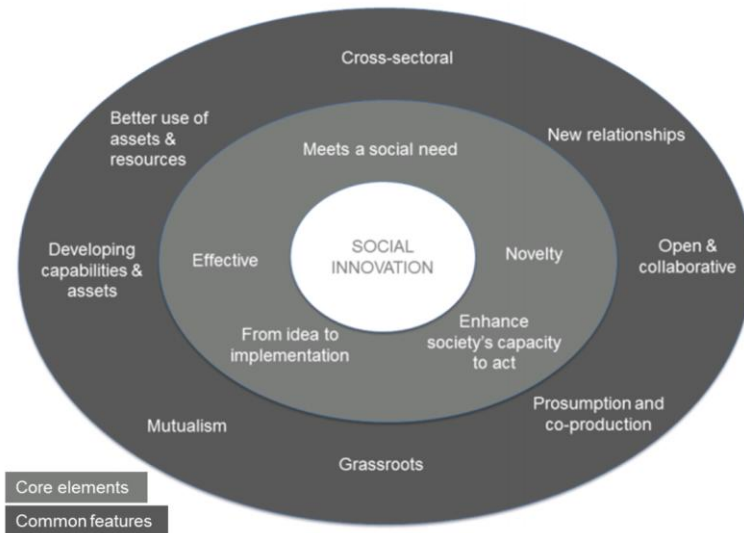 Cross-sectoral
Better use of
assets &
resources
New relationships
Meets a social need
Developing
capabilities &
assets
Effective
SOCIAL
INNOVATION
Novelty
Open &
collaborative
From idea to
implementation
Enhance
society's capacity
to act
Prosumption and
co-production
Mutualism
Grassroots
Core elements
Common features